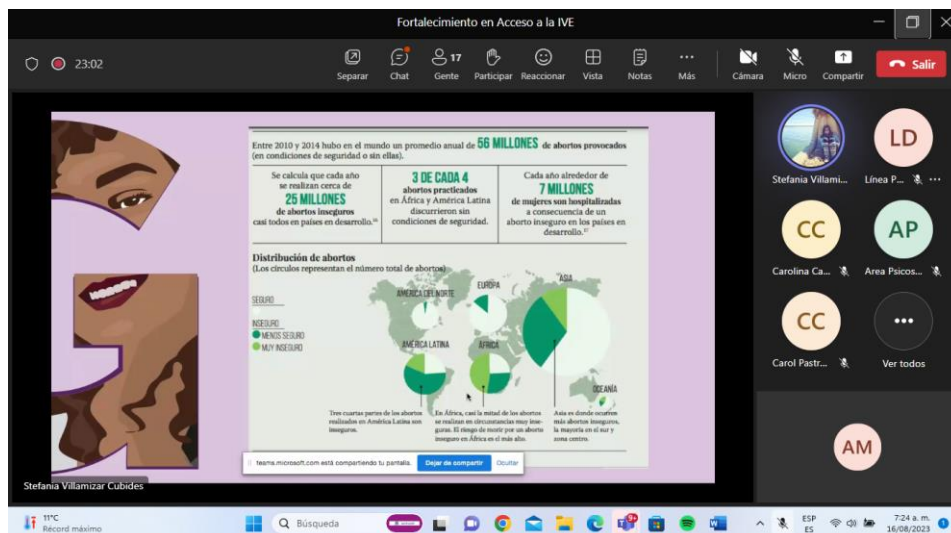 Fortalecimiento en Acceso a la IVE
23:02
Separar
Chat
17
Gente
Participar
Reaccionar
Vista
Notas
Más
Cámara
Micro
Compartir
Salir
Entre 2010 y 2014 hubo en el mundo un promedio anual de 56 MILLONES de abortos provocados
(en condiciones de seguridad o sin ellas).
Se calcula que cada año
se realizan cerca de
25 MILLONES
de abortos inseguros
casi todos en países en desarrollo.
3 DE CADA 4
abortos practicados
en África y América Latina
discurrieron sin
condiciones de seguridad.
Cada año alrededor de
7 MILLONES
de mujeres son hospitalizadas
a consecuencia de un
aborto inseguro en los países en
desarrollo.
Distribución de abortos
(Los círculos representan el número total de abortos)
SEGURO
INSEGURO
MENOS SEGURO
MUY INSEGURO
AMÉRICA DEL NORTE
EUROPA
ASIA
AMÉRICA LATINA
ÁFRICA
OCEANÍA
Tres cuartas partes de los abortos
realizados en América Latina son
inseguros.
En África, casi la mitad de los abortos
se realizan en circunstancias muy inse-
guras. El riesgo de morir por un aborto
inseguro en África es el más alto.
Asia es donde ocurren
más abortos inseguros,
la mayoría en el sur y
zona centro.
teams.microsoft.com está compartiendo tu pantalla.
Dejar de compartir
Ocultar
Stefania Villamizar Cubides
Stefania Villami...
LD
Línea P...
CC
Carolina Ca...
AP
Area Psicos...
CC
Carol Pastr...
Ver todos
AM
11°C
Récord máximo
Búsqueda
ESP
ES
7:24 a. m.
16/08/2023